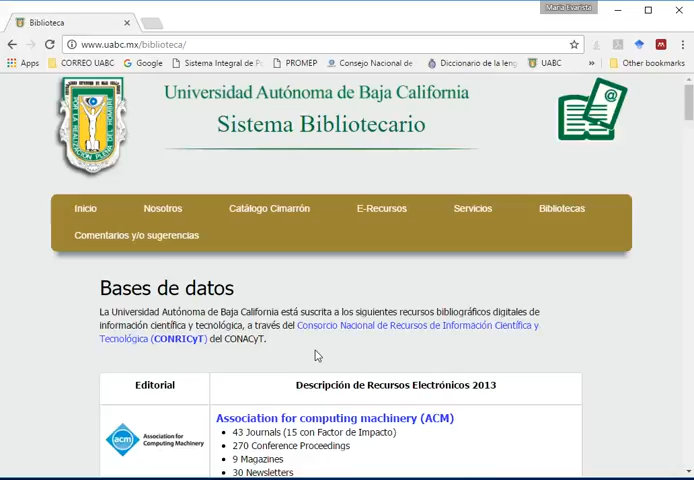 Maria Evarista
Biblioteca
www.uabc.mx/biblioteca/
Apps CORREO UABC Google Sistema Integral de P PROMEP Consejo Nacional de Diccionario de la leng UABC » Other bookmarks
Universidad Autónoma de Baja California
Sistema Bibliotecario
Inicio Nosotros Catálogo Cimarrón E-Recursos Servicios Bibliotecas
Comentarios y/o sugerencias
Bases de datos
La Universidad Autónoma de Baja California está suscrita a los siguientes recursos bibliográficos digitales de
información científica y tecnológica, a través del Consorcio Nacional de Recursos de Información Científica y
Tecnológica (CONRICyT) del CONACyT.
Editorial Descripción de Recursos Electrónicos 2013
acm Association for
Computing Machinery
Association for computing machinery (ACM)
43 Journals (15 con Factor de Impacto)
270 Conference Proceedings
9 Magazines
30 Newsletters